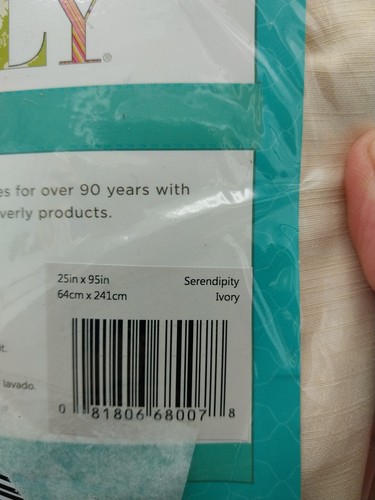 LY®
es for over 90 years with
verly products.
25in x 95in Serendipity
64cm x 241cm Ivory
it.
lavado.
0 81806 68007 8